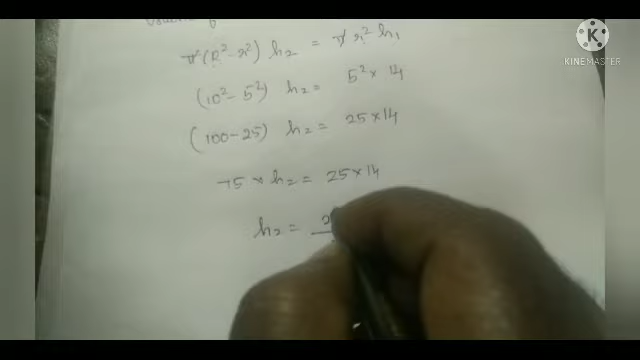 π(R²-r²) h₂ = πr² h₁
(10²-5²) h₂ = 5² × 14
(100-25) h₂ = 25 × 14
75 × h₂ = 25 × 14
h₂ =
K
KINEMASTER